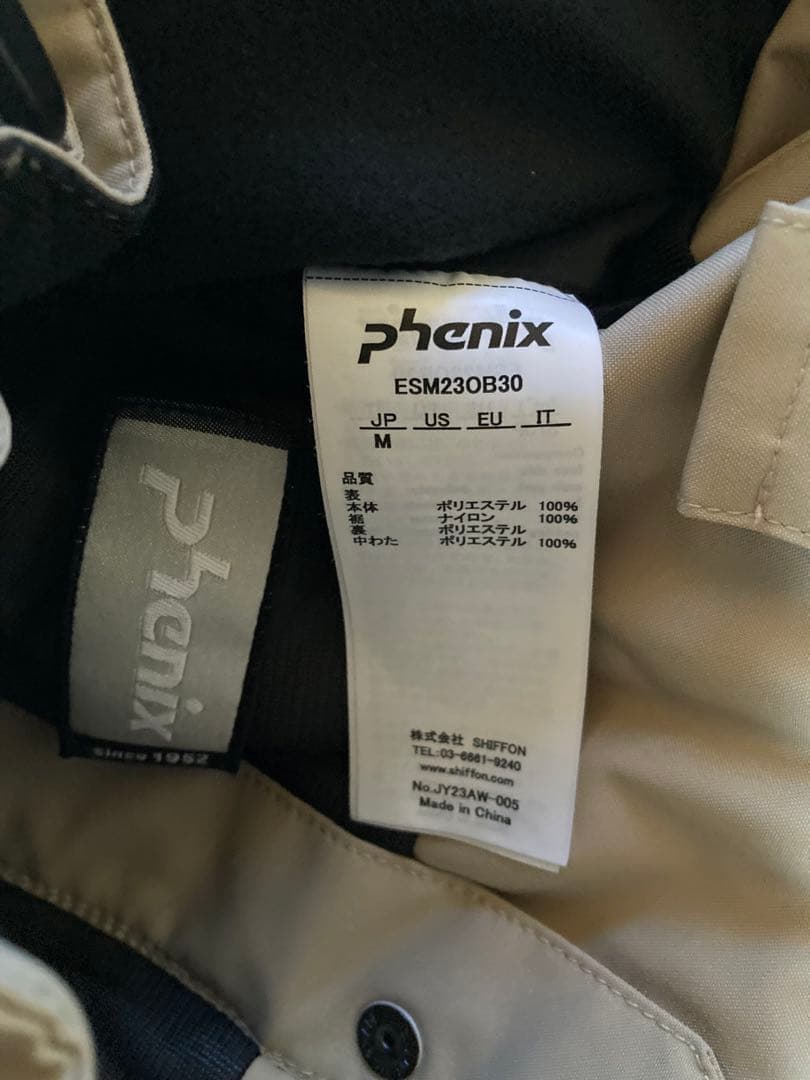 phenix
ESM23OB30
JP US EU IT
M
品質
表
本体 ポリエステル 100%
裾 ナイロン 100%
裏 ポリエステル
中わた ポリエステル 100%
株式会社 SHIFFON
TEL:03-6681-9240
www.shiffon.com
No.JY23AW-005
Made in China
phenix
since 1952